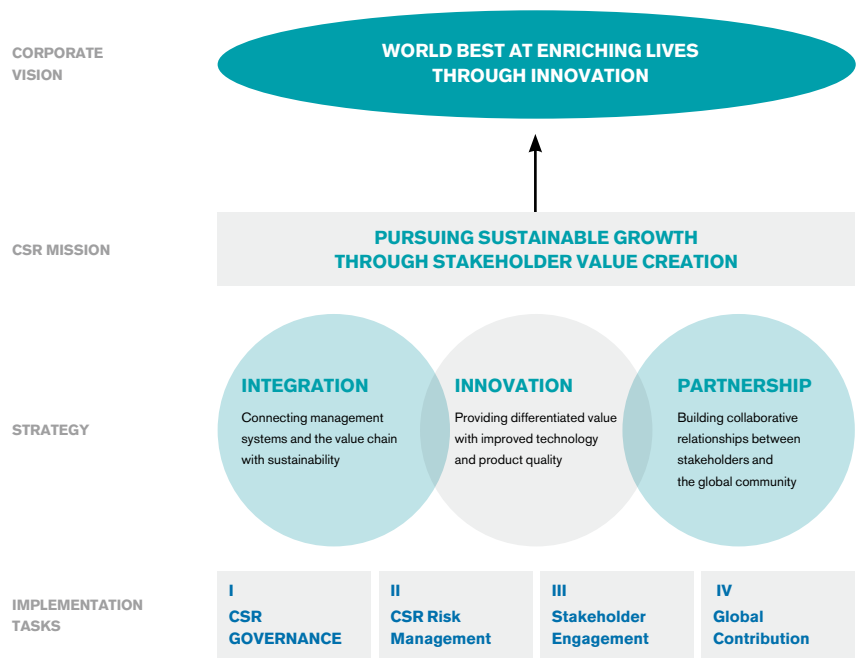 CORPORATE
VISION
WORLD BEST AT ENRICHING LIVES
THROUGH INNOVATION
CSR MISSION
PURSUING SUSTAINABLE GROWTH
THROUGH STAKEHOLDER VALUE CREATION
STRATEGY
INTEGRATION
Connecting management
systems and the value chain
with sustainability
INNOVATION
Providing differentiated value
with improved technology
and product quality
PARTNERSHIP
Building collaborative
relationships between
stakeholders and
the global community
IMPLEMENTATION
TASKS
I
CSR
GOVERNANCE
II
CSR Risk
Management
III
Stakeholder
Engagement
IV
Global
Contribution